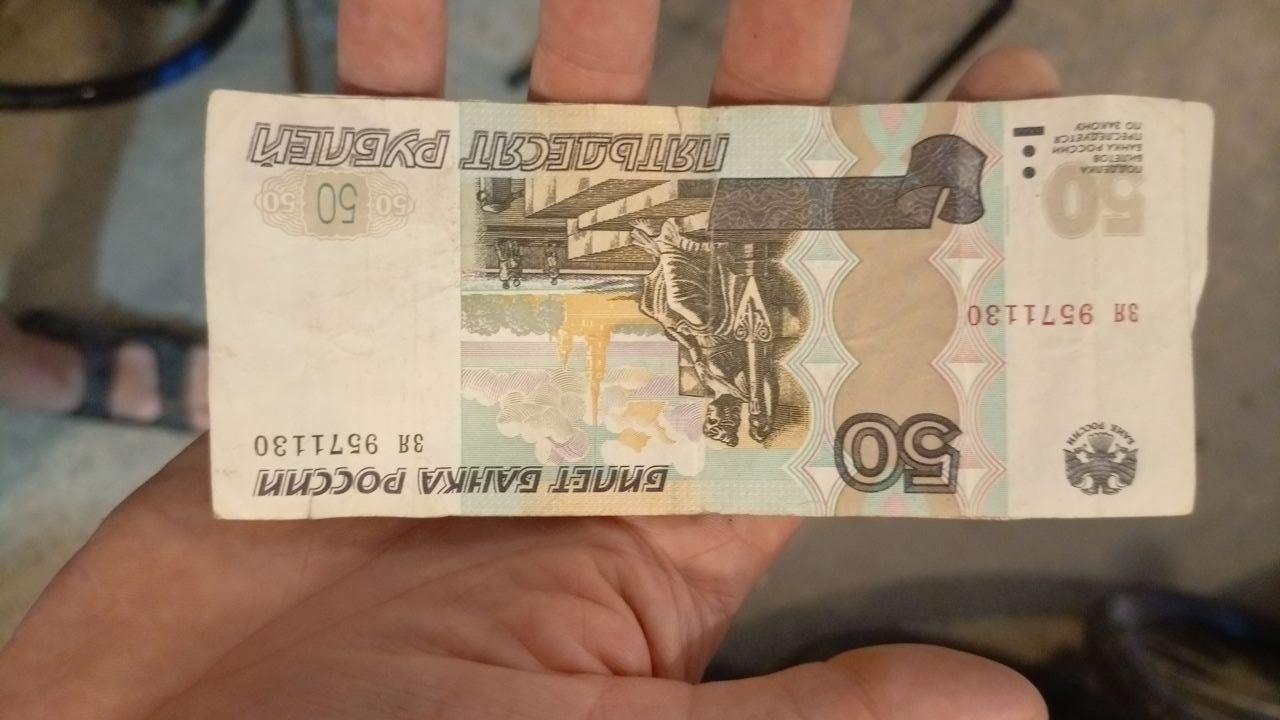 50
БИЛЕТ БАНКА РОССИИ
БАНК РОССИИ
ЗЯ 9571130
ЗЯ 9571130
50
ПОДДЕЛКА
БИЛЕТОВ
БАНКА РОССИИ
ПРЕСЛЕДУЕТСЯ
ПО ЗАКОНУ
50 50 50
ПЯТЬДЕСЯТ РУБЛЕЙ